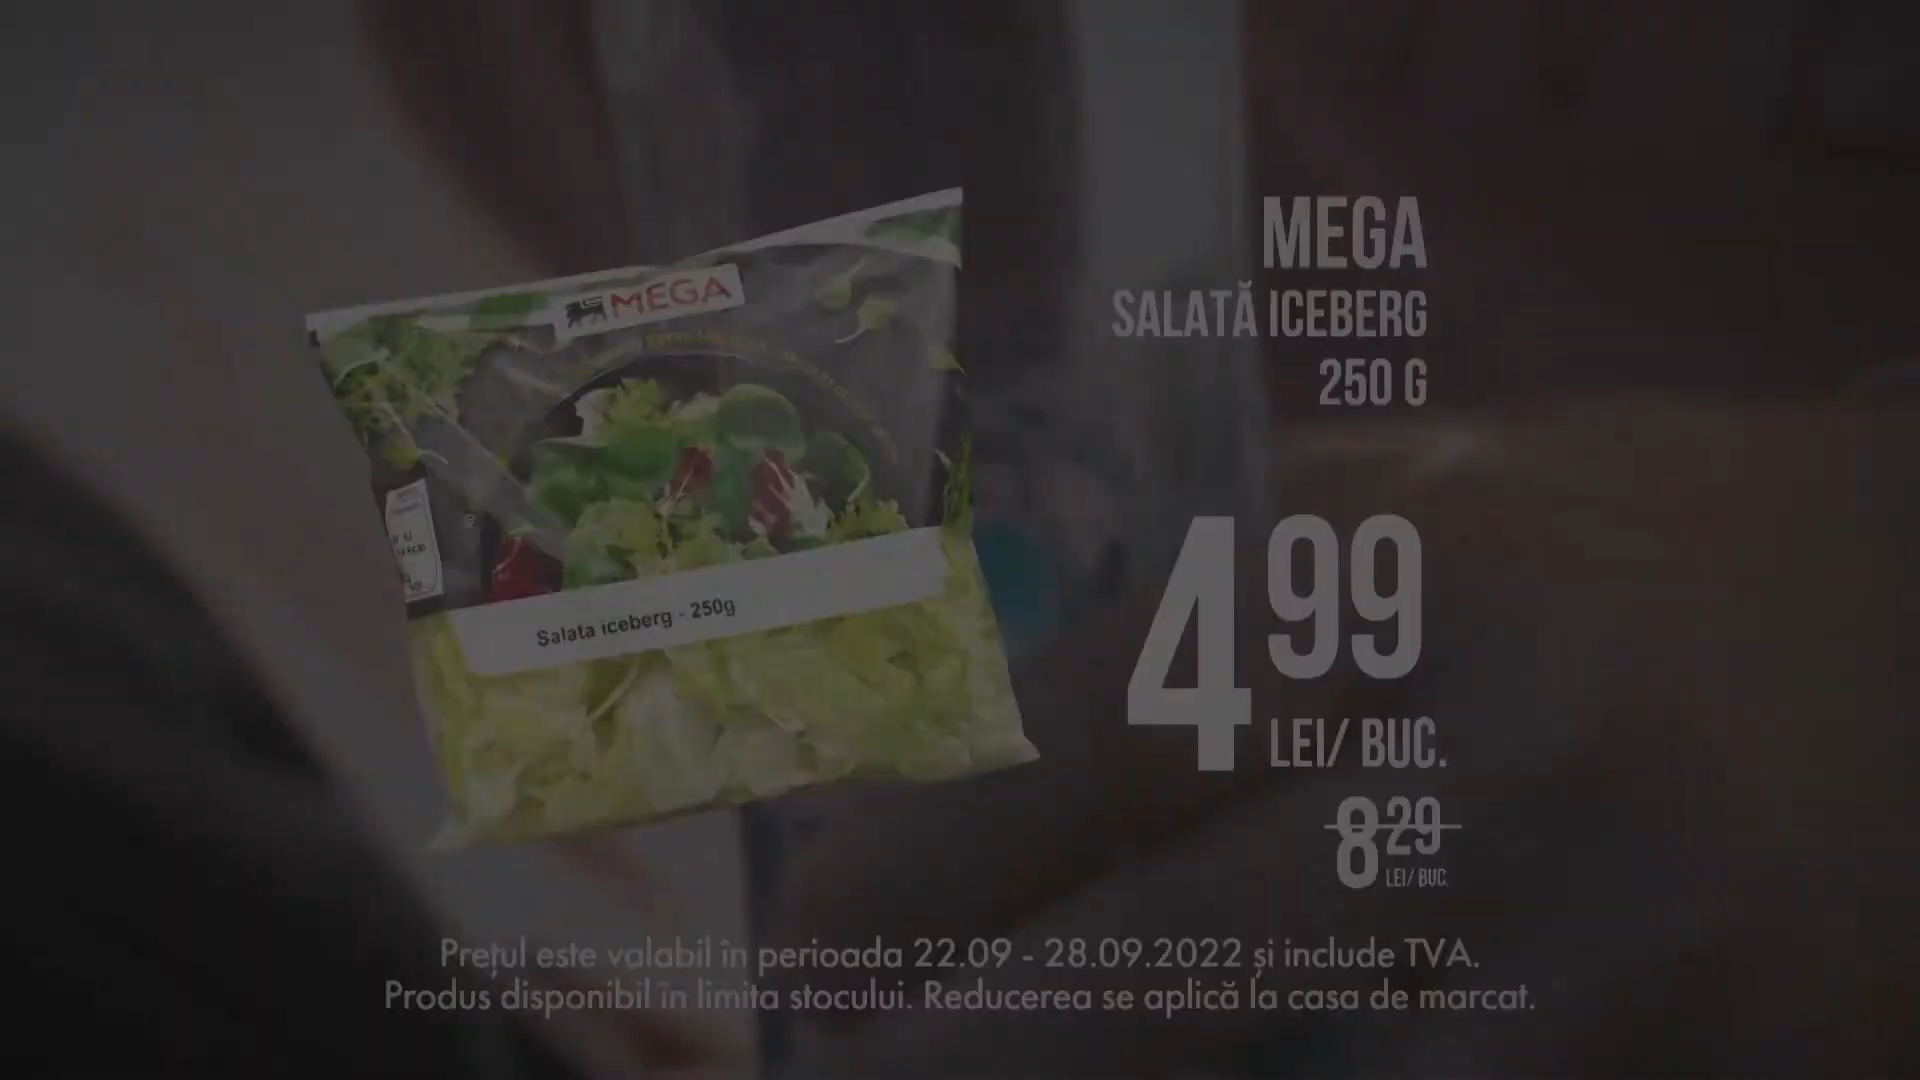 MEGA
SALATĂ ICEBERG
250 G
MEGA
Salata iceberg - 250g
4 99
LEI/ BUC.
8 29
LEI/ BUC.
Prețul este valabil în perioada 22.09 - 28.09.2022 și include TVA.
Produs disponibil în limita stocului. Reducerea se aplică la casa de marcat.